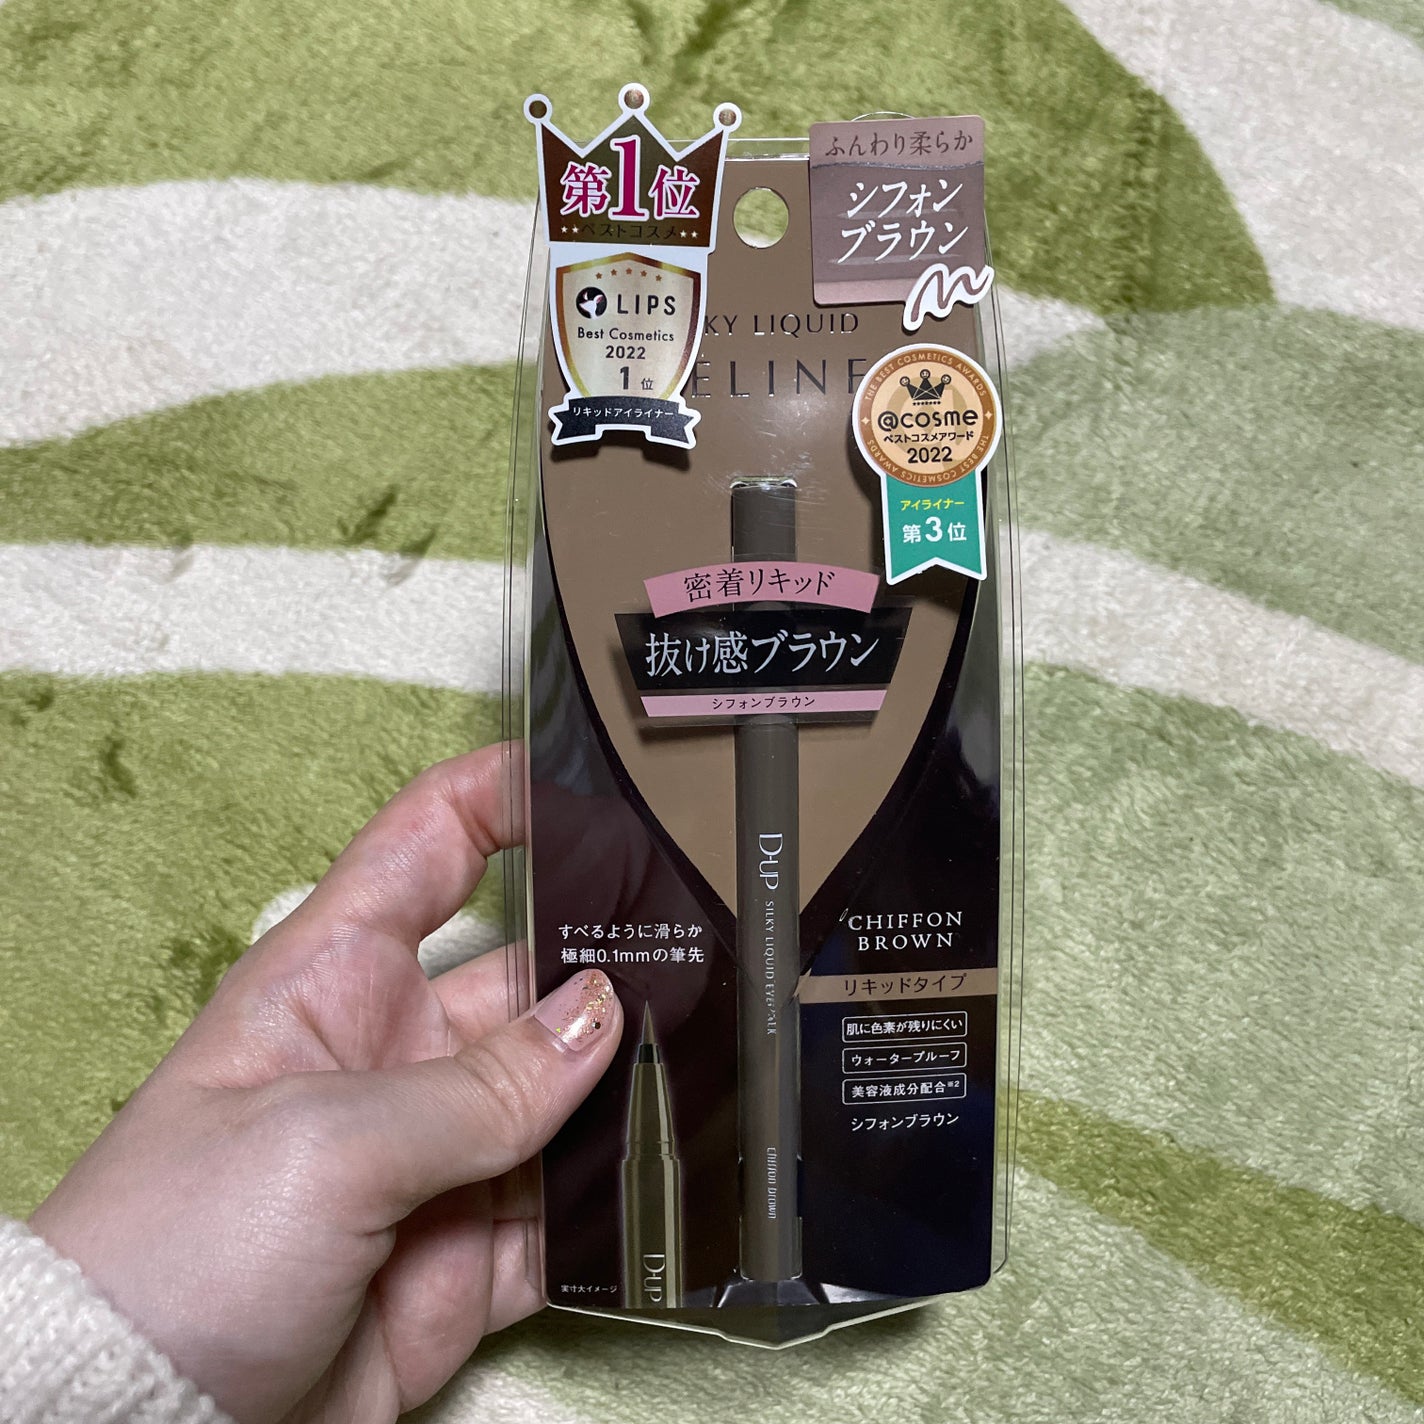 第1位
★★ベストコスメ★★
LIPS
Best Cosmetics
2022
1位
リキッドアイライナー
ふんわり柔らか
シフォン
ブラウン
KY LIQUID
ELINE
THE BEST COSMETICS AWARDS
@cosme
ベストコスメアワード
2022
THE BEST COSMETICS AWARDS
アイライナー
第3位
密着リキッド
抜け感ブラウン
シフォンブラウン
すべるように滑らか
極細0.1mmの筆先
D-UP
SILKY LIQUID EYELINER
Chiffon brown
CHIFFON
BROWN
リキッドタイプ
肌に色素が残りにくい
ウォータープルーフ
美容液成分配合※2
シフォンブラウン
D-UP
実寸大イメージ